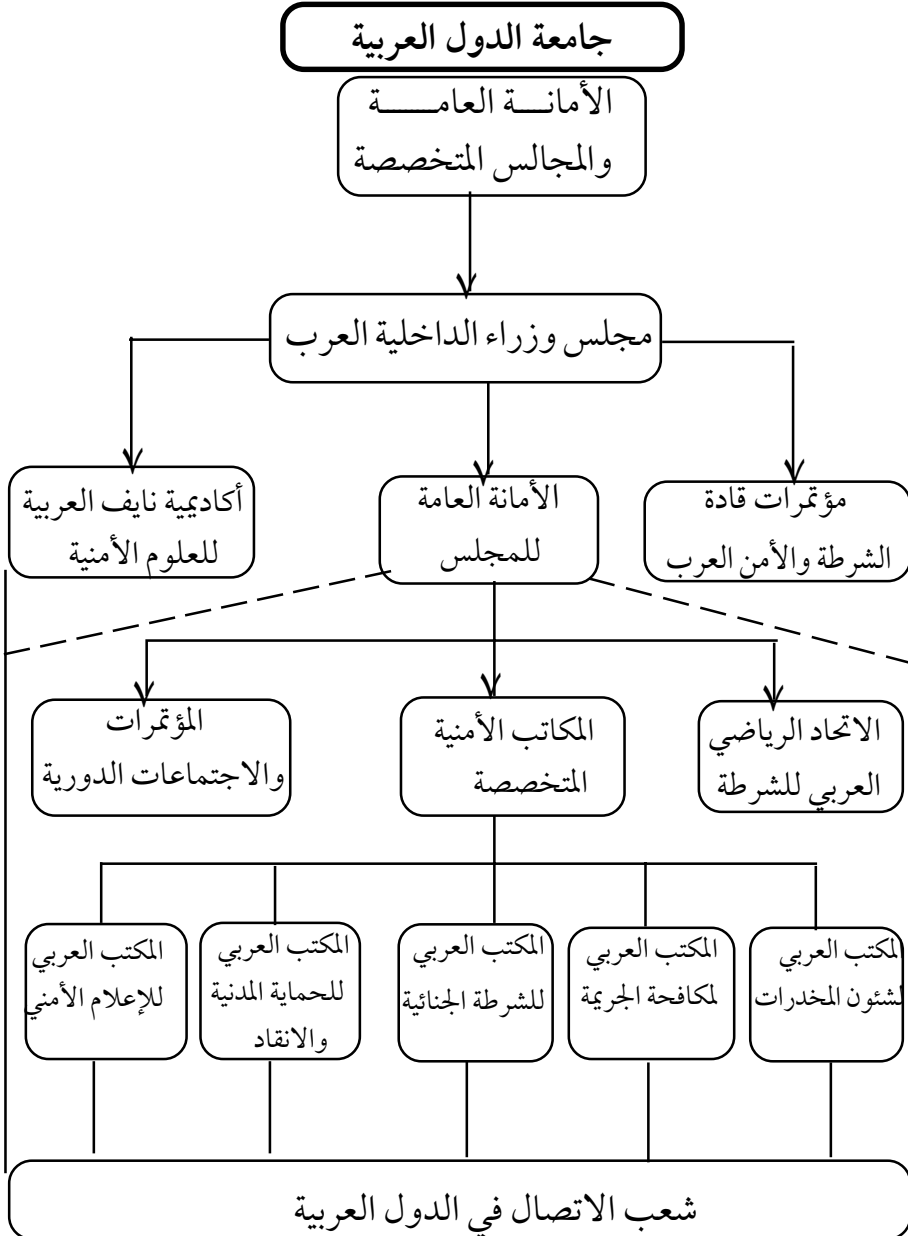 جامعة الدول العربية
الأمانــــة العامــــــة
والمجالس المتخصصة
مجلس وزراء الداخلية العرب
مؤتمرات قادة
الشرطة والأمن العرب
الأمانة العامة
للمجلس
أكاديمية نايف العربية
للعلوم الأمنية
الاتحاد الرياضي
العربي للشرطة
المكاتب الأمنية
المتخصصة
المؤتمرات
والاجتماعات الدورية
المكتب العربي
لشئون المخدرات
المكتب العربي
لمكافحة الجريمة
المكتب العربي
للشرطة الجنائية
المكتب العربي
للحماية المدنية
والانقاد
المكتب العربي
للإعلام الأمني
شعب الاتصال في الدول العربية